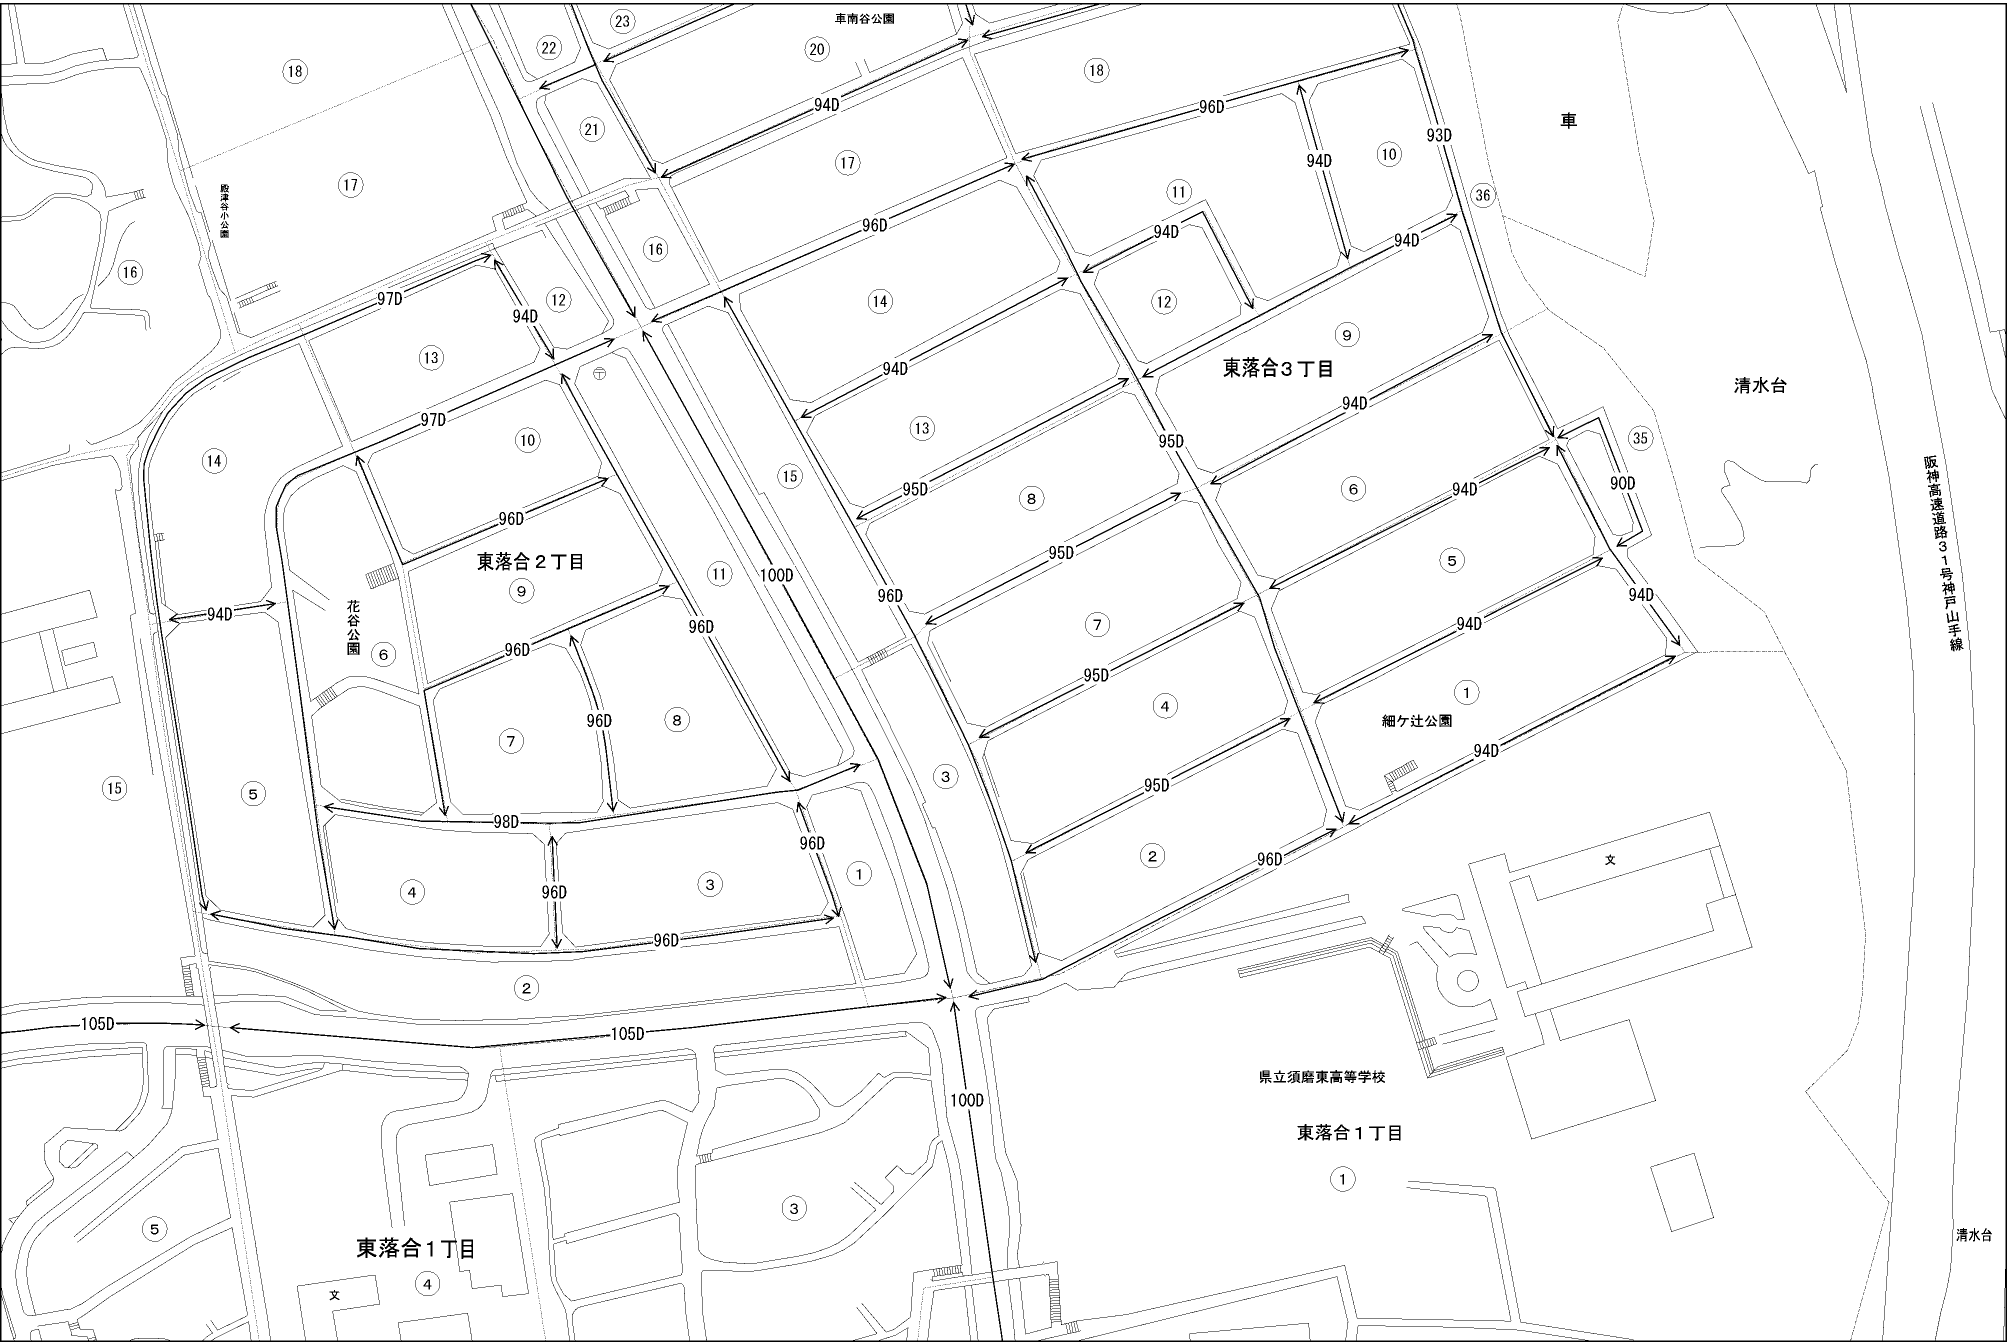 23
車南谷公園
22
20
18
18
21
94D
96D
車
93D
17
17
94D
10
殿津谷小公園
11
36
96D
94D
94D
16
16
97D
12
94D
14
12
13
9
94D
東落合3丁目
清水台
〒
97D
10
13
94D
95D
35
14
15
95D
6
94D
90D
阪神高速道路31号神戸山手線
96D
8
東落合2丁目
9
11
100D
95D
5
96D
94D
94D
花谷公園
6
96D
96D
7
95D
94D
1
細ケ辻公園
4
7
96D
8
94D
15
5
3
95D
98D
96D
2
96D
4
96D
3
1
文
96D
2
105D
105D
県立須磨東高等学校
100D
東落合1丁目
1
3
5
清水台
東落合1丁目
4
文